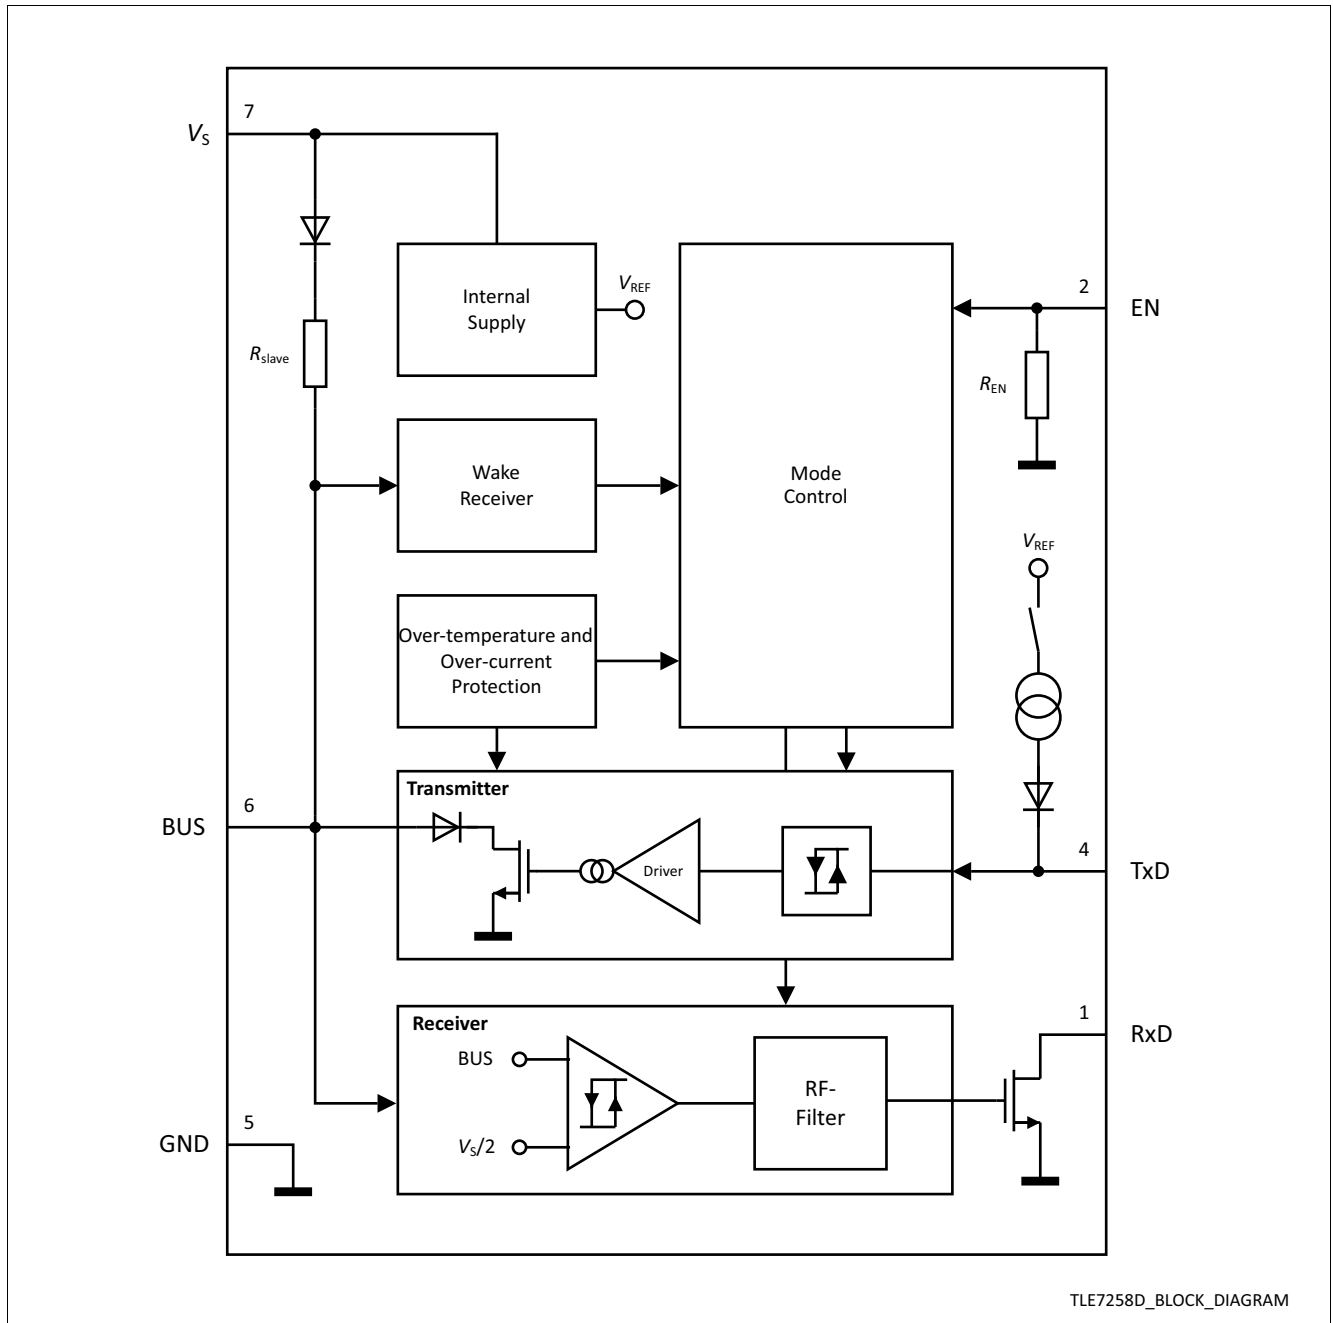 7
VS
Internal
Supply
VREF
2
EN
Rslave
REN
Wake
Receiver
Mode
Control
VREF
Over-temperature and
Over-current
Protection
Transmitter
6
BUS
Driver
4
TxD
Receiver
1
RxD
BUS
RF-
Filter
VS/2
5
GND
TLE7258D_BLOCK_DIAGRAM